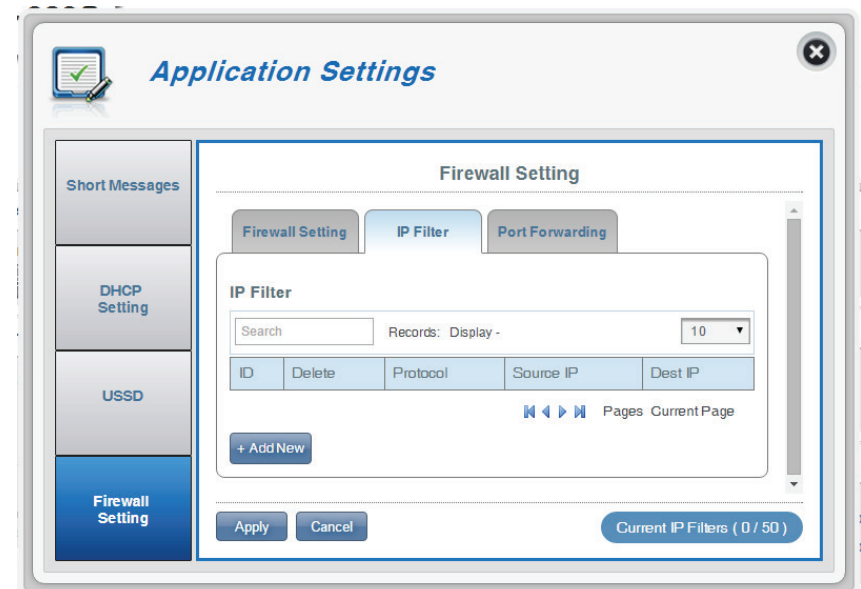 Application Settings
Short Messages
DHCP
Setting
USSD
Firewall
Setting
Firewall Setting
Firewall Setting IP Filter Port Forwarding
IP Filter
Search Records: Display - 10
ID Delete Protocol Source IP Dest IP
Pages Current Page
+ Add New
Apply Cancel Current IP Filters ( 0 / 50 )